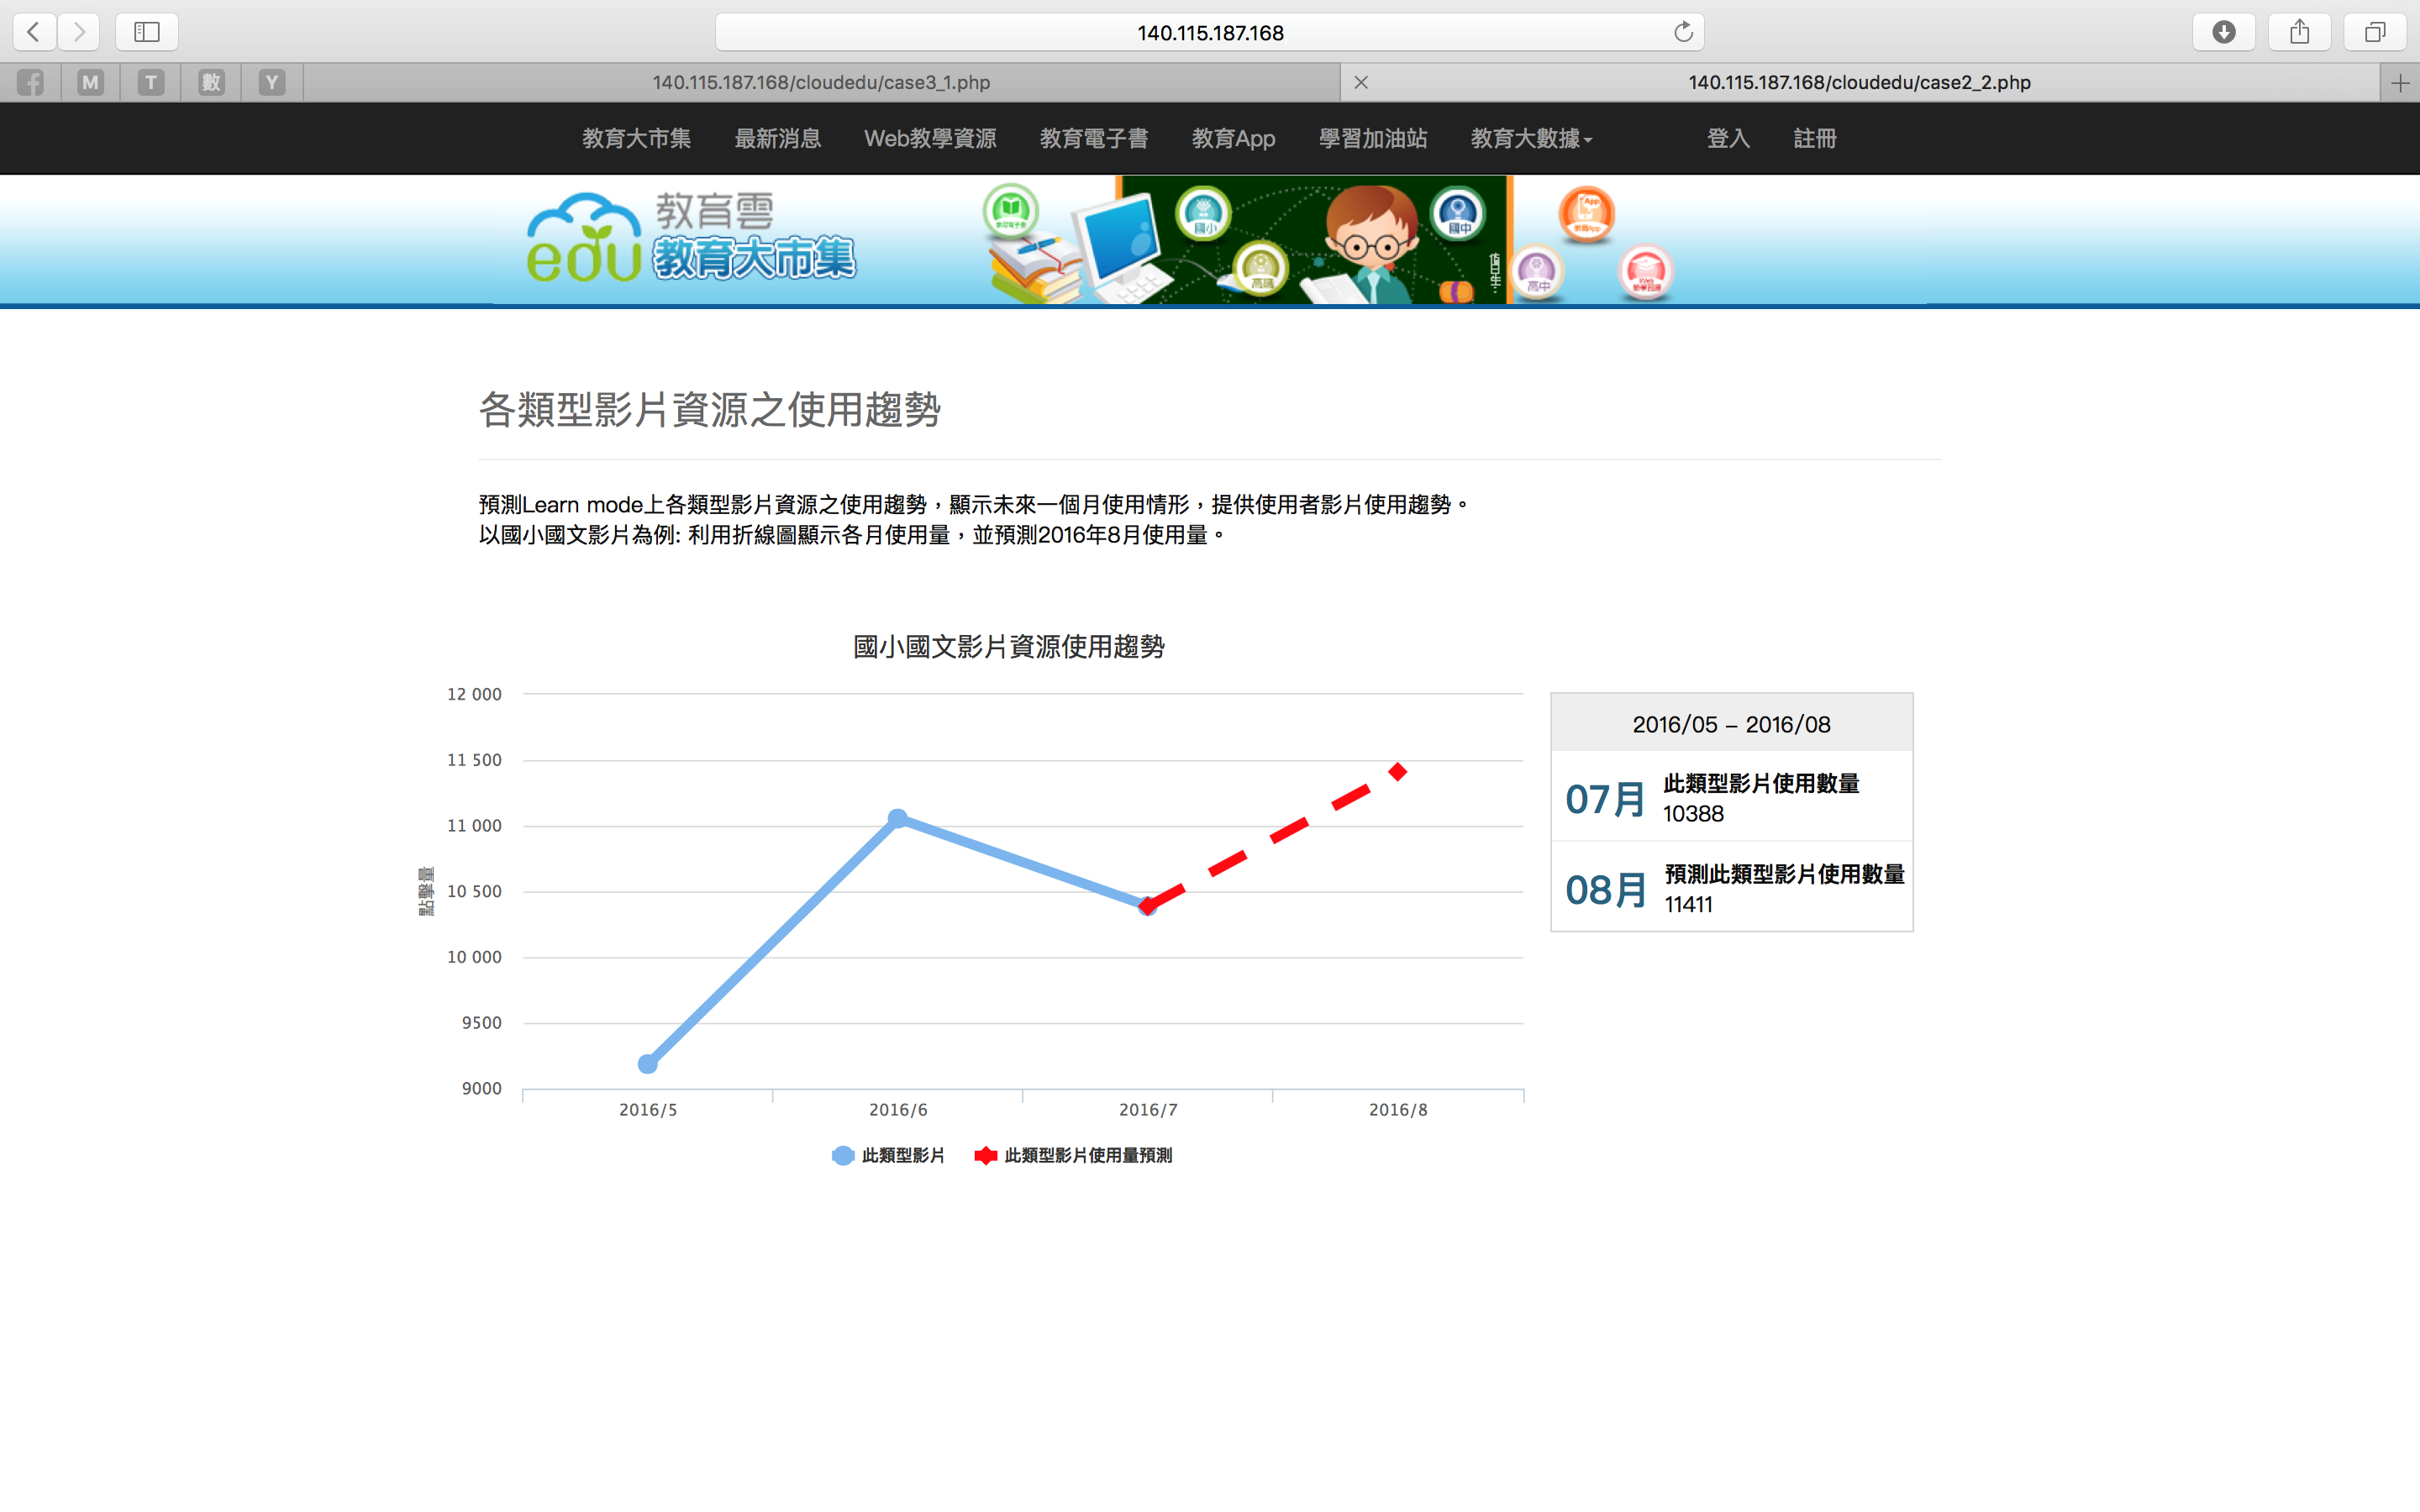 140.115.187.168
M T 數 Y 140.115.187.168/cloudedu/case3_1.php 140.115.187.168/cloudedu/case2_2.php
教育大市集 最新消息 Web教學資源 教育電子書 教育App 學習加油站 教育大數據 登入 註冊
教育雲
edu 教育大市集
國小 國中 高職 高中 值日生: App
各類型影片資源之使用趨勢
預測Learn mode上各類型影片資源之使用趨勢，顯示未來一個月使用情形，提供使用者影片使用趨勢。
以國小國文影片為例: 利用折線圖顯示各月使用量，並預測2016年8月使用量。
國小國文影片資源使用趨勢
點擊量
12 000
11 500
11 000
10 500
10 000
9500
9000
2016/5 2016/6 2016/7 2016/8
此類型影片 此類型影片使用量預測
2016/05 – 2016/08
07月 此類型影片使用數量
10388
08月 預測此類型影片使用數量
11411